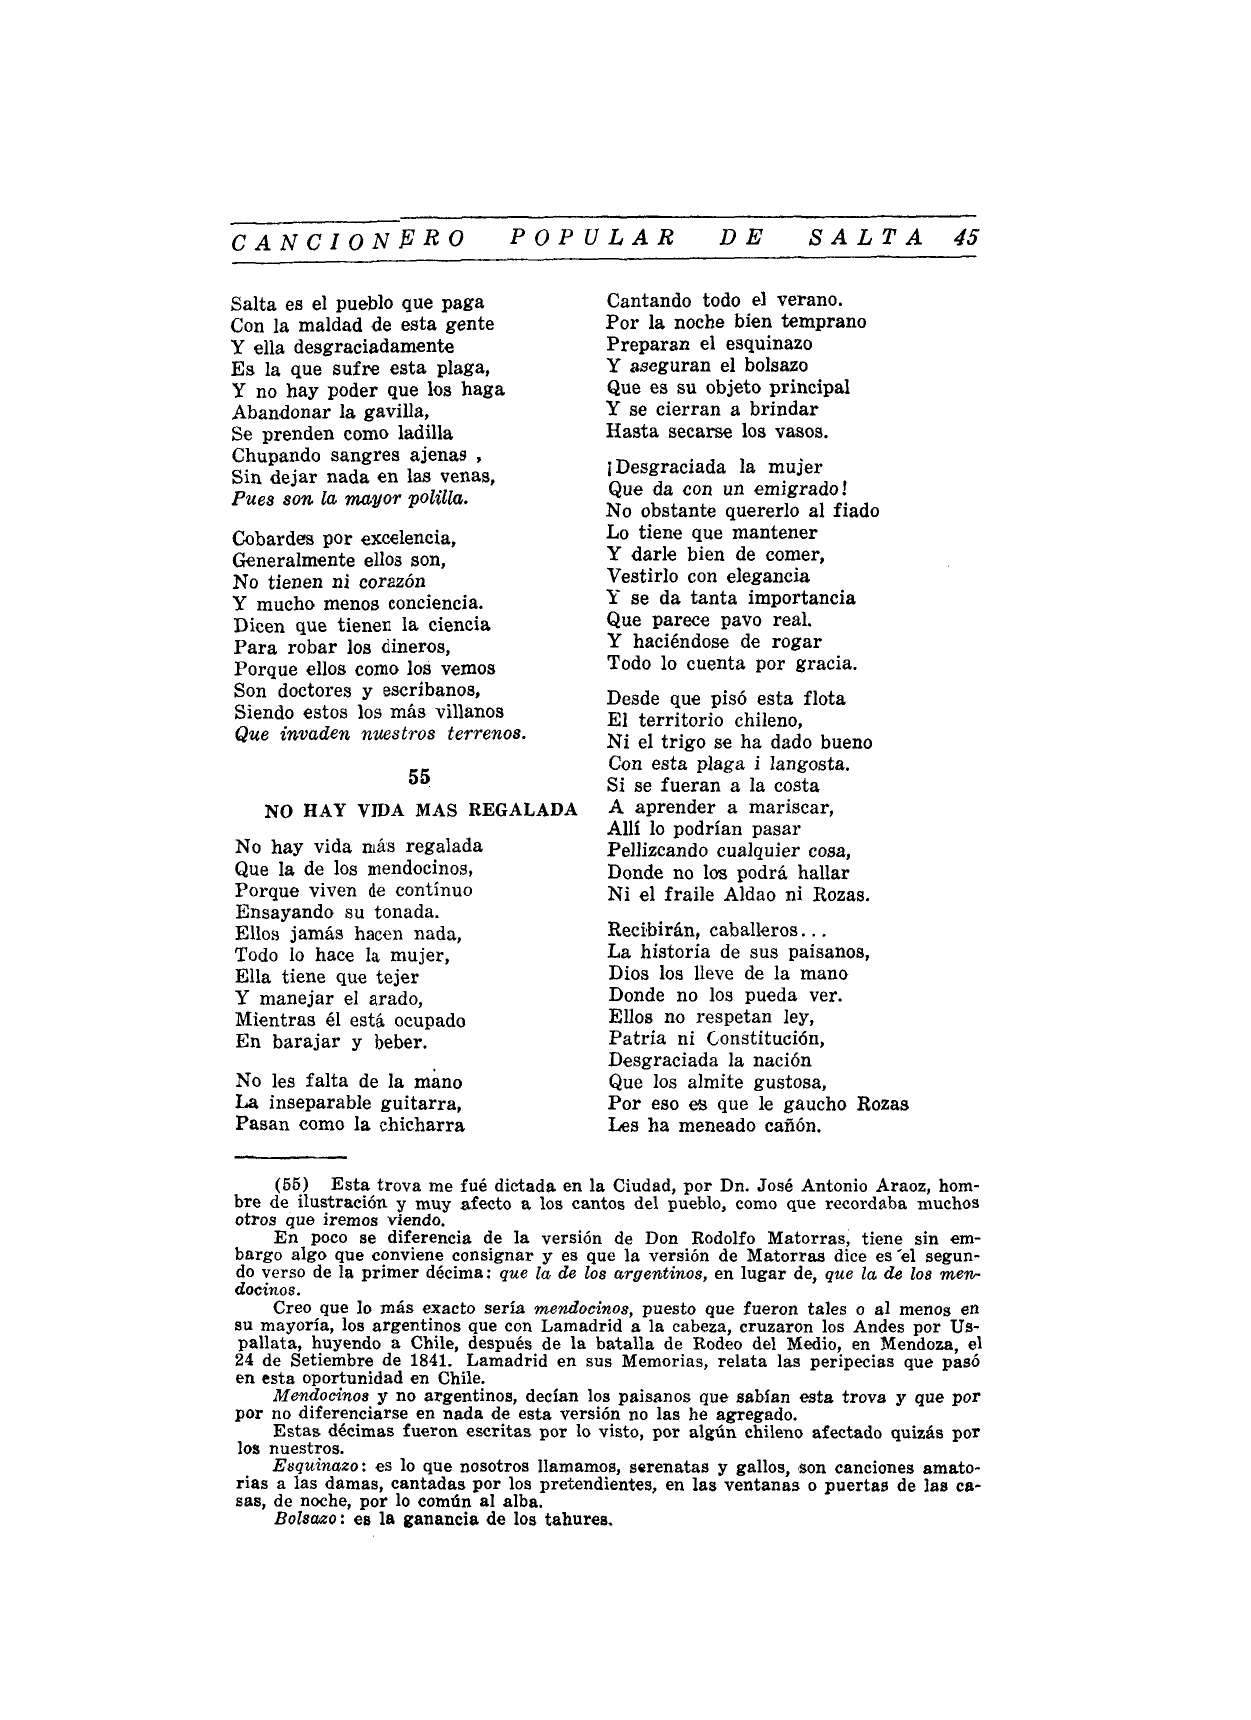 CANCIONERO POPULAR DE SALTA 45
Salta es el pueblo que paga
Con la maldad de esta gente
Y ella desgraciadamente
Es la que sufre esta plaga,
Y no hay poder que los haga
Abandonar la gavilla,
Se prenden como ladilla
Chupando sangres ajenas ,
Sin dejar nada en las venas,
Pues son la mayor polilla.
Cobardes por excelencia,
Generalmente ellos son,
No tienen ni corazón
Y mucho menos conciencia.
Dicen que tienen la ciencia
Para robar los dineros,
Porque ellos como los vemos
Son doctores y escribanos,
Siendo estos los más villanos
Que invaden nuestros terrenos.
55
NO HAY VIDA MAS REGALADA
No hay vida más regalada
Que la de los mendocinos,
Porque viven de contínuo
Ensayando su tonada.
Ellos jamás hacen nada,
Todo lo hace la mujer,
Ella tiene que tejer
Y manejar el arado,
Mientras él está ocupado
En barajar y beber.
No les falta de la mano
La inseparable guitarra,
Pasan como la chicharra
Cantando todo el verano.
Por la noche bien temprano
Preparan el esquinazo
Y aseguran el bolsazo
Que es su objeto principal
Y se cierran a brindar
Hasta secarse los vasos.
¡Desgraciada la mujer
Que da con un emigrado!
No obstante quererlo al fiado
Lo tiene que mantener
Y darle bien de comer,
Vestirlo con elegancia
Y se da tanta importancia
Que parece pavo real.
Y haciéndose de rogar
Todo lo cuenta por gracia.
Desde que pisó esta flota
El territorio chileno,
Ni el trigo se ha dado bueno
Con esta plaga i langosta.
Si se fueran a la costa
A aprender a mariscar,
Allí lo podrían pasar
Pellizcando cualquier cosa,
Donde no los podrá hallar
Ni el fraile Aldao ni Rozas.
Recibirán, caballeros...
La historia de sus paisanos,
Dios los lleve de la mano
Donde no los pueda ver.
Ellos no respetan ley,
Patria ni Constitución,
Desgraciada la nación
Que los almite gustosa,
Por eso es que le gaucho Rozas
Les ha meneado cañón.
(55) Esta trova me fué dictada en la Ciudad, por Dn. José Antonio Araoz, hom-
bre de ilustración y muy afecto a los cantos del pueblo, como que recordaba muchos
otros que iremos viendo.
En poco se diferencia de la versión de Don Rodolfo Matorras, tiene sin em-
bargo algo que conviene consignar y es que la versión de Matorras dice es el segun-
do verso de la primer décima: que la de los argentinos, en lugar de, que la de los men-
docinos.
Creo que lo más exacto sería mendocinos, puesto que fueron tales o al menos en
su mayoría, los argentinos que con Lamadrid a la cabeza, cruzaron los Andes por Us-
pallata, huyendo a Chile, después de la batalla de Rodeo del Medio, en Mendoza, el
24 de Setiembre de 1841. Lamadrid en sus Memorias, relata las peripecias que pasó
en esta oportunidad en Chile.
Mendocinos y no argentinos, decían los paisanos que sabían esta trova y que por
por no diferenciarse en nada de esta versión no las he agregado.
Estas décimas fueron escritas por lo visto, por algún chileno afectado quizás por
los nuestros.
Esquinazo: es lo que nosotros llamamos, serenatas y gallos, son canciones amato-
rias a las damas, cantadas por los pretendientes, en las ventanas o puertas de las ca-
sas, de noche, por lo común al alba.
Bolsazo: es la ganancia de los tahures.